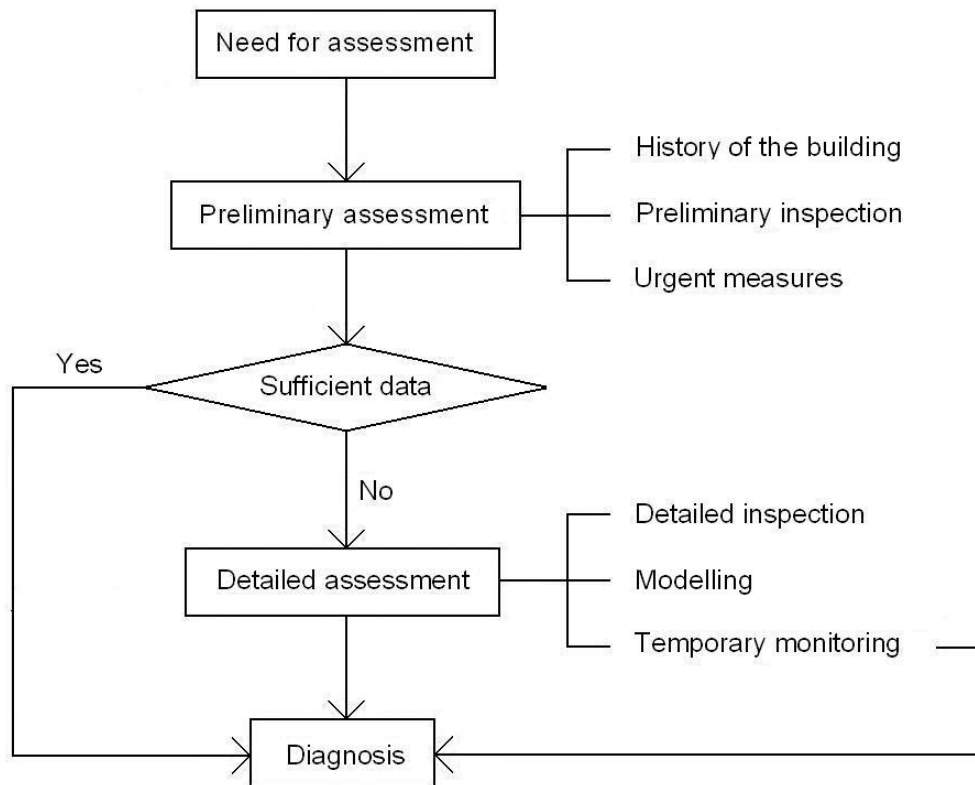 Need for assessment
Preliminary assessment
History of the building
Preliminary inspection
Urgent measures
Yes
Sufficient data
No
Detailed assessment
Detailed inspection
Modelling
Temporary monitoring
Diagnosis